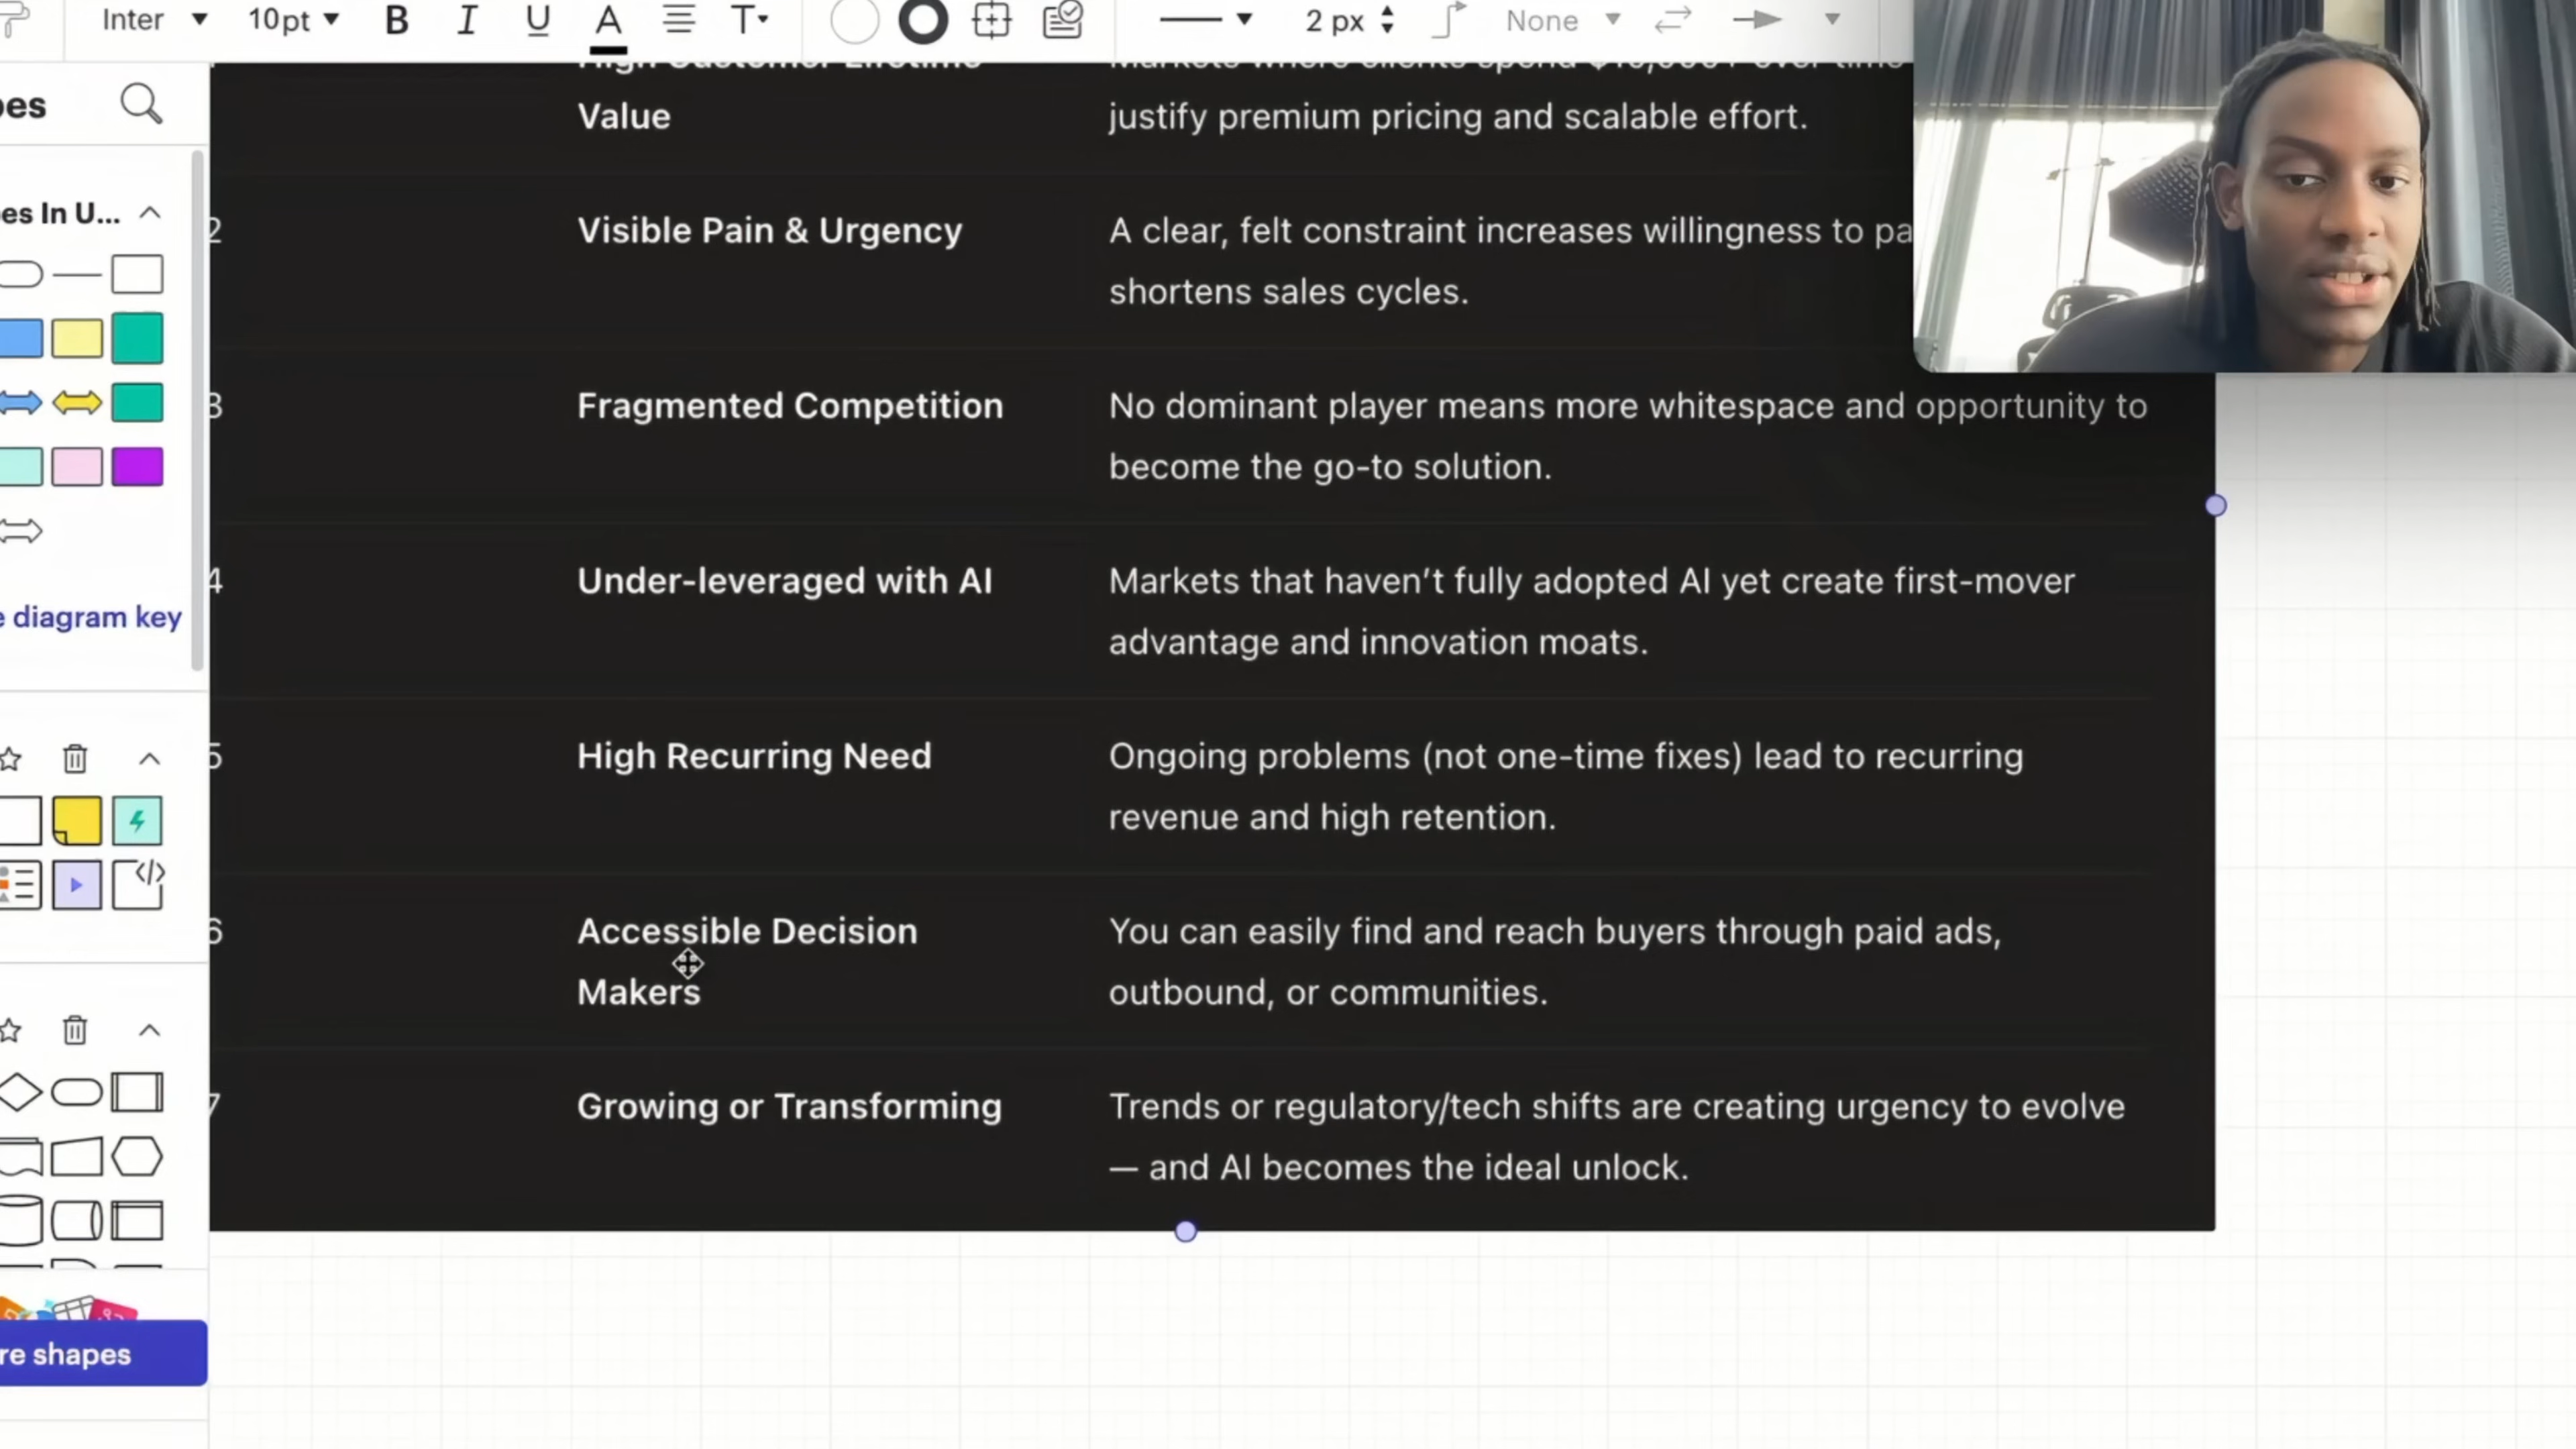 Inter
10pt
B
I
U
A
T
2 px
None
pes
es In U...
e diagram key
re shapes
High Customer Lifetime
Value
justify premium pricing and scalable effort.
2
Visible Pain & Urgency
A clear, felt constraint increases willingness to pa
shortens sales cycles.
3
Fragmented Competition
No dominant player means more whitespace and opportunity to
become the go-to solution.
4
Under-leveraged with AI
Markets that haven't fully adopted AI yet create first-mover
advantage and innovation moats.
5
High Recurring Need
Ongoing problems (not one-time fixes) lead to recurring
revenue and high retention.
6
Accessible Decision
Makers
You can easily find and reach buyers through paid ads,
outbound, or communities.
7
Growing or Transforming
Trends or regulatory/tech shifts are creating urgency to evolve
— and AI becomes the ideal unlock.